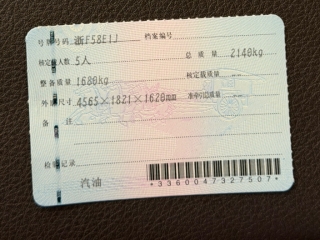 号牌号码 浙F58E1J 档案编号
核定载人数 5人 总质量 2140kg
整备质量 1680kg 核定载质量 --
外廓尺寸 4565×1821×1620mm 准牵引总质量 --
备注
检验记录
汽油
*3360047327507*